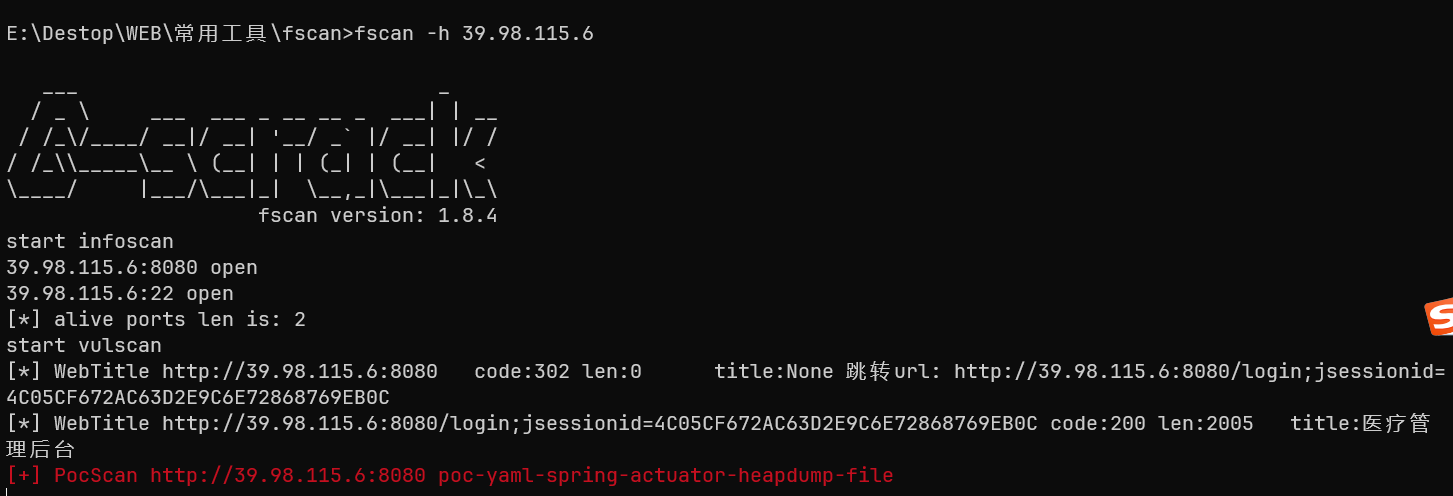 E:\Destop\WEB\常用工具\fscan>fscan -h 39.98.115.6
   ___                              _
  / _ \     ___  ___ _ __ __ _  ___| | __
 / /_\/____/ __|/ __| '__/ _` |/ __| |/ /
/ /_\\_____\__ \ (__| | | (_| | (__|   <
\____/     |___/\___|_|  \__,_|\___|_|\_\
                     fscan version: 1.8.4
start infoscan
39.98.115.6:8080 open
39.98.115.6:22 open
[*] alive ports len is: 2
start vulscan
[*] WebTitle http://39.98.115.6:8080   code:302 len:0      title:None 跳转url: http://39.98.115.6:8080/login;jsessionid=
4C05CF672AC63D2E9C6E72868769EB0C
[*] WebTitle http://39.98.115.6:8080/login;jsessionid=4C05CF672AC63D2E9C6E72868769EB0C code:200 len:2005   title:医疗管
理后台
[+] PocScan http://39.98.115.6:8080 poc-yaml-spring-actuator-heapdump-file